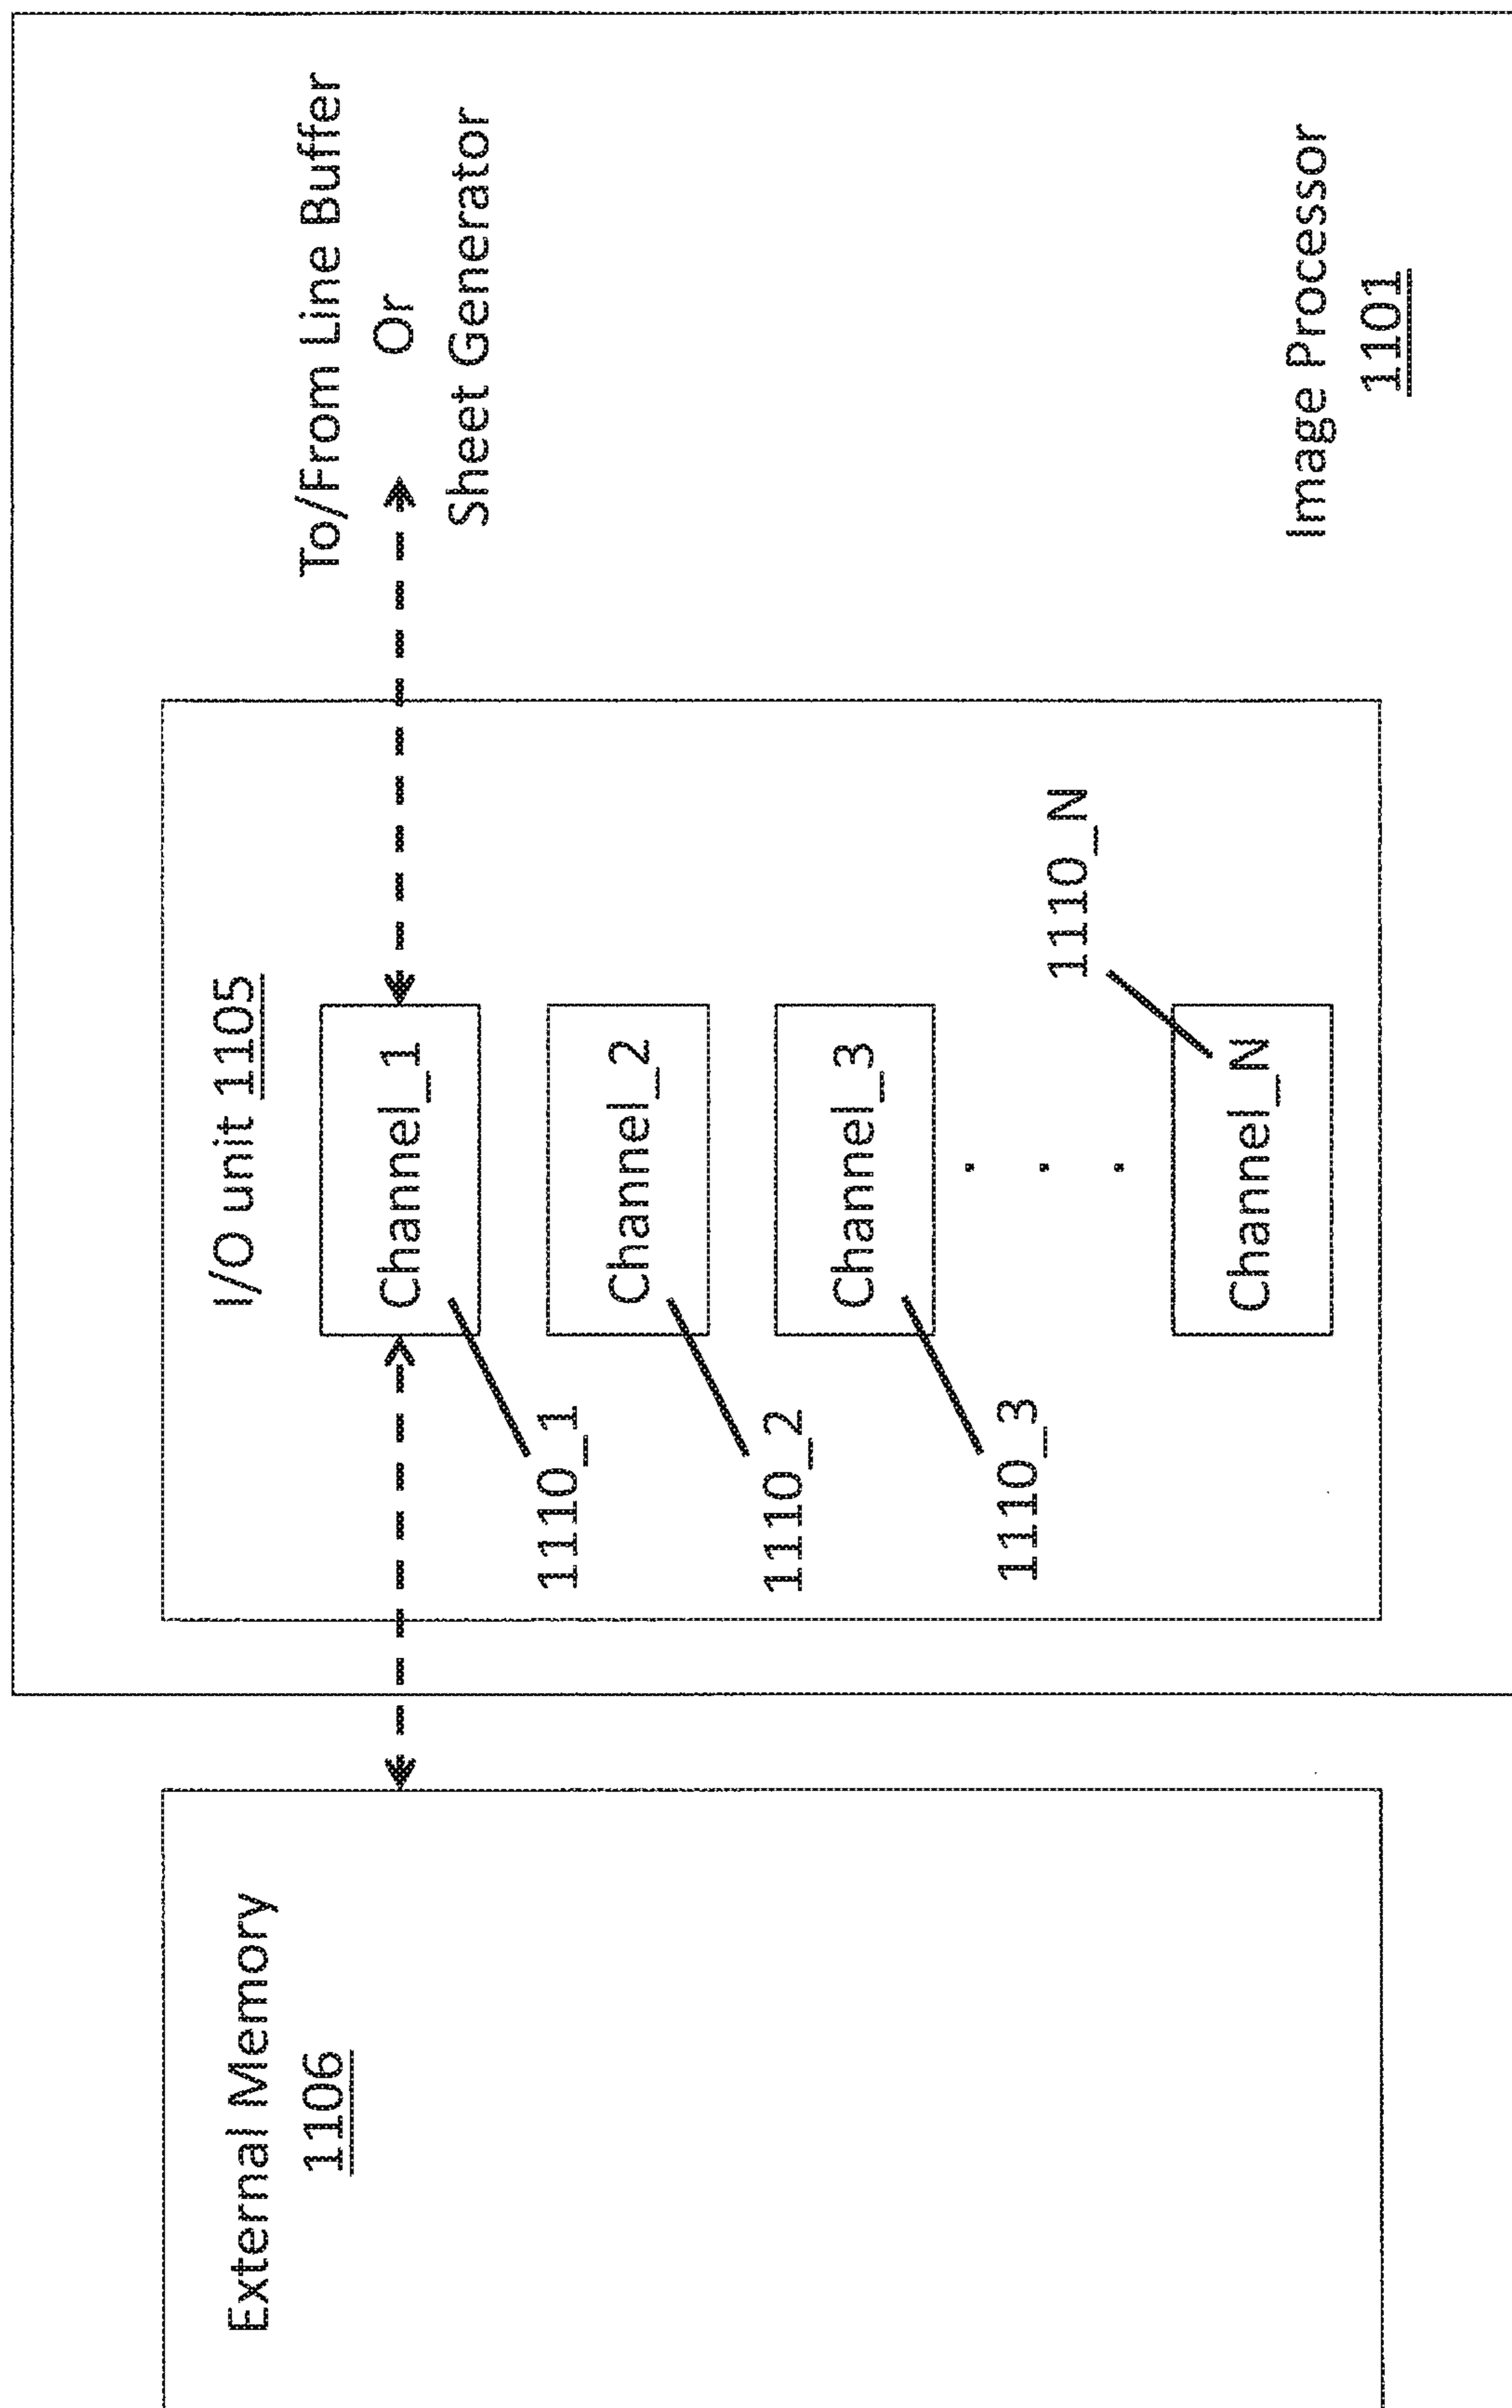 External Memory
1106
I/O unit 1105
Channel_1
1110_1
Channel_2
1110_2
Channel_3
1110_3
.
.
.
Channel_N
1110_N
To/From Line Buffer
Or
Sheet Generator
Image Processor
1101